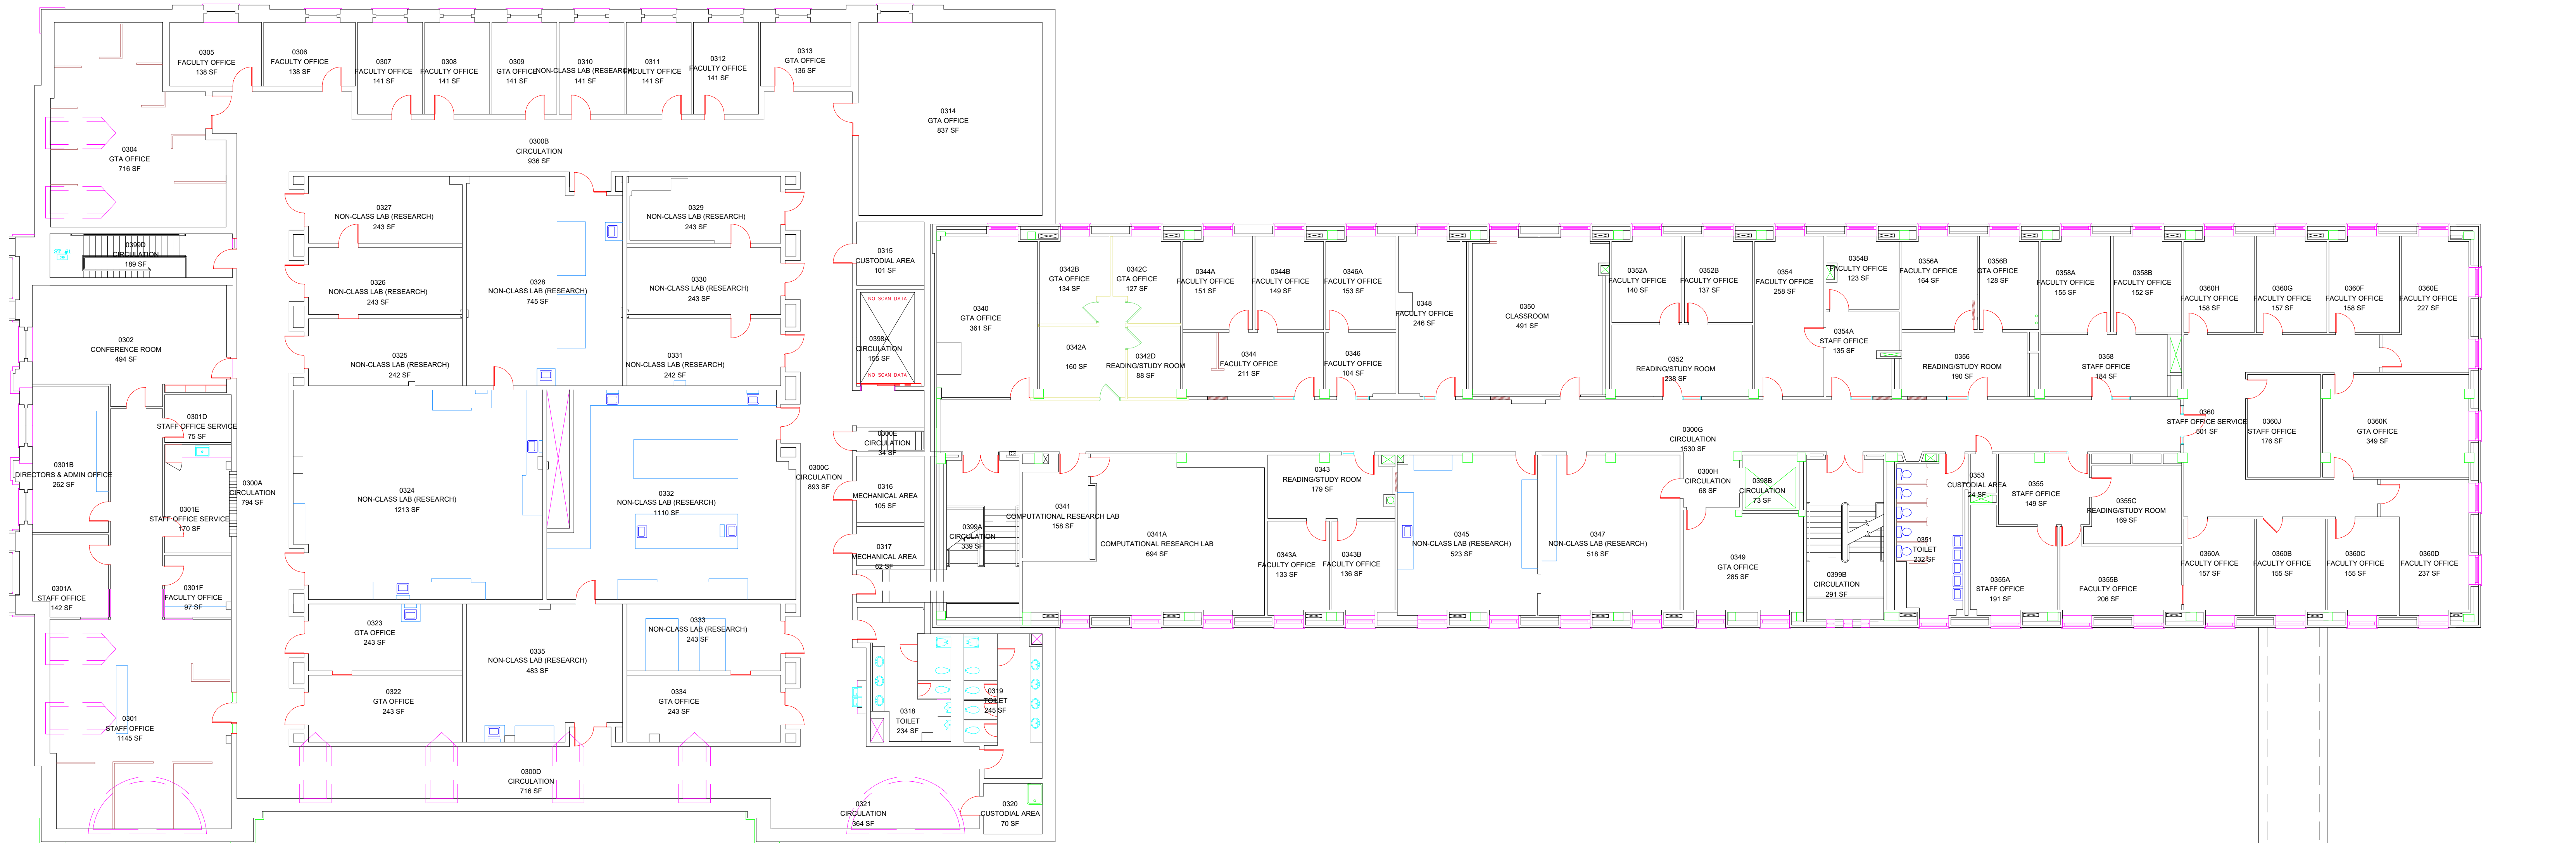 0305
FACULTY OFFICE
138 SF
0306
FACULTY OFFICE
138 SF
0307
FACULTY OFFICE
141 SF
0308
FACULTY OFFICE
141 SF
0309
GTA OFFICE
141 SF
0310
NON-CLASS LAB (RESEARCH)
141 SF
0311
FACULTY OFFICE
141 SF
0312
FACULTY OFFICE
141 SF
0313
GTA OFFICE
136 SF
0314
GTA OFFICE
837 SF
0304
GTA OFFICE
716 SF
0300B
CIRCULATION
936 SF
0327
NON-CLASS LAB (RESEARCH)
243 SF
0329
NON-CLASS LAB (RESEARCH)
243 SF
0399D
CIRCULATION
189 SF
0315
CUSTODIAL AREA
101 SF
0326
NON-CLASS LAB (RESEARCH)
243 SF
0328
NON-CLASS LAB (RESEARCH)
745 SF
0330
NON-CLASS LAB (RESEARCH)
243 SF
0302
CONFERENCE ROOM
494 SF
0325
NON-CLASS LAB (RESEARCH)
242 SF
0331
NON-CLASS LAB (RESEARCH)
242 SF
NO SCAN DATA
0398A
CIRCULATION
155 SF
NO SCAN DATA
0301D
STAFF OFFICE SERVICE
75 SF
0301B
DIRECTORS & ADMIN OFFICE
262 SF
0300A
CIRCULATION
794 SF
0301E
STAFF OFFICE SERVICE
170 SF
0324
NON-CLASS LAB (RESEARCH)
1213 SF
0332
NON-CLASS LAB (RESEARCH)
1110 SF
0300C
CIRCULATION
893 SF
0300E
CIRCULATION
34 SF
0316
MECHANICAL AREA
105 SF
0317
MECHANICAL AREA
62 SF
0301A
STAFF OFFICE
142 SF
0301F
FACULTY OFFICE
97 SF
0323
GTA OFFICE
243 SF
0333
NON-CLASS LAB (RESEARCH)
243 SF
0335
NON-CLASS LAB (RESEARCH)
483 SF
0322
GTA OFFICE
243 SF
0334
GTA OFFICE
243 SF
0301
STAFF OFFICE
1145 SF
0318
TOILET
234 SF
0319
TOILET
245 SF
0300D
CIRCULATION
716 SF
0321
CIRCULATION
364 SF
0320
CUSTODIAL AREA
70 SF
0340
GTA OFFICE
361 SF
0342B
GTA OFFICE
134 SF
0342C
GTA OFFICE
127 SF
0342A
160 SF
0342D
READING/STUDY ROOM
88 SF
0344A
FACULTY OFFICE
151 SF
0344B
FACULTY OFFICE
149 SF
0344
FACULTY OFFICE
211 SF
0346A
FACULTY OFFICE
153 SF
0346
FACULTY OFFICE
104 SF
0348
FACULTY OFFICE
246 SF
0350
CLASSROOM
491 SF
0352A
FACULTY OFFICE
140 SF
0352B
FACULTY OFFICE
137 SF
0352
READING/STUDY ROOM
238 SF
0354
FACULTY OFFICE
258 SF
0354B
FACULTY OFFICE
123 SF
0354A
STAFF OFFICE
135 SF
0356A
FACULTY OFFICE
164 SF
0356B
GTA OFFICE
128 SF
0356
READING/STUDY ROOM
190 SF
0358A
FACULTY OFFICE
155 SF
0358B
FACULTY OFFICE
152 SF
0358
STAFF OFFICE
184 SF
0360H
FACULTY OFFICE
158 SF
0360G
FACULTY OFFICE
157 SF
0360F
FACULTY OFFICE
158 SF
0360E
FACULTY OFFICE
227 SF
0360
STAFF OFFICE SERVICE
501 SF
0360J
STAFF OFFICE
176 SF
0360K
GTA OFFICE
349 SF
0300G
CIRCULATION
1530 SF
0399A
CIRCULATION
339 SF
0341
COMPUTATIONAL RESEARCH LAB
158 SF
0341A
COMPUTATIONAL RESEARCH LAB
694 SF
0343
READING/STUDY ROOM
179 SF
0343A
FACULTY OFFICE
133 SF
0343B
FACULTY OFFICE
136 SF
0345
NON-CLASS LAB (RESEARCH)
523 SF
0347
NON-CLASS LAB (RESEARCH)
518 SF
0300H
CIRCULATION
68 SF
0398B
CIRCULATION
73 SF
0349
GTA OFFICE
285 SF
0399B
CIRCULATION
291 SF
0351
TOILET
232 SF
0353
CUSTODIAL AREA
24 SF
0355
STAFF OFFICE
149 SF
0355C
READING/STUDY ROOM
169 SF
0355A
STAFF OFFICE
191 SF
0355B
FACULTY OFFICE
206 SF
0360A
FACULTY OFFICE
157 SF
0360B
FACULTY OFFICE
155 SF
0360C
FACULTY OFFICE
155 SF
0360D
FACULTY OFFICE
237 SF